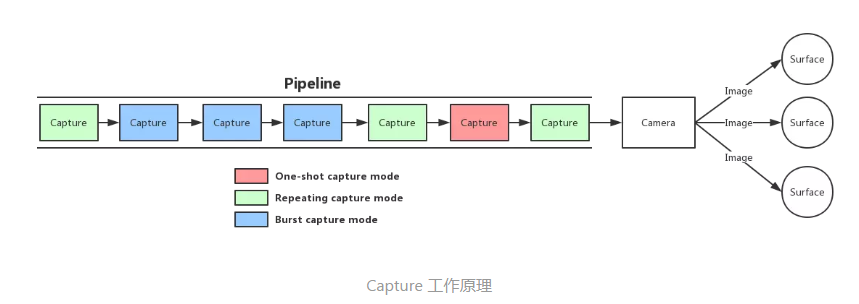 Pipeline
Capture Capture Capture Capture Capture Capture Capture Camera
Image Surface
Image Surface
Image Surface
One-shot capture mode
Repeating capture mode
Burst capture mode
Capture 工作原理